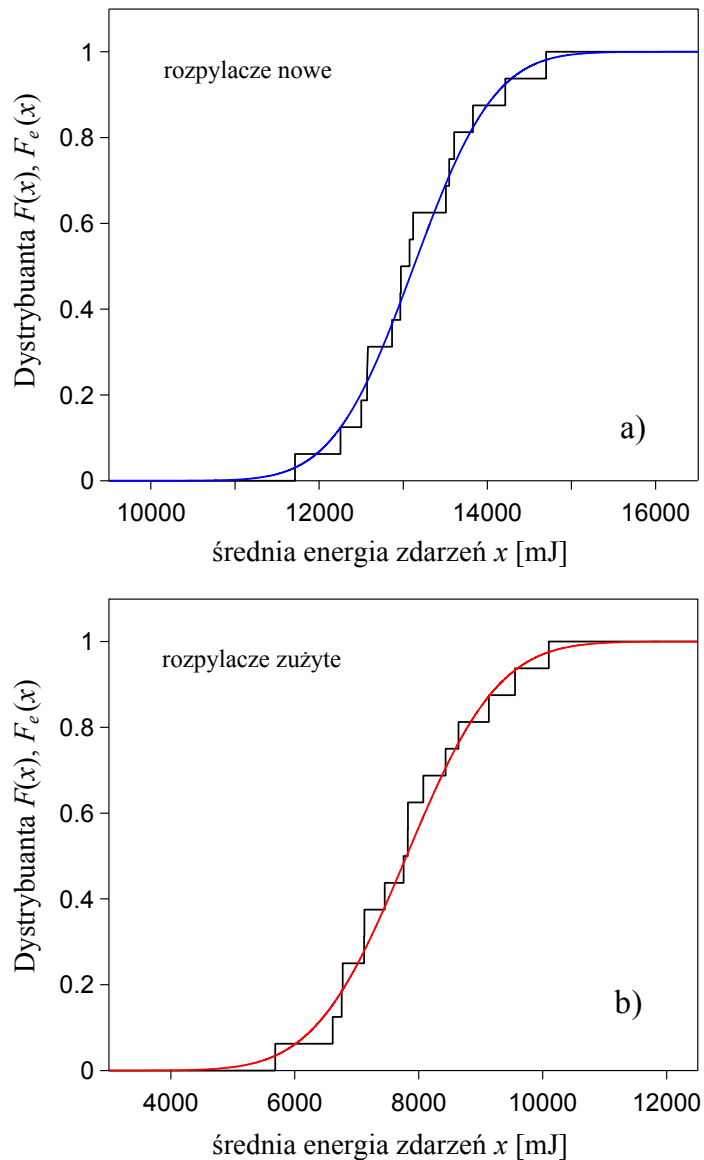 1
rozpylacze nowe
0.8
0.6
0.4
0.2
a)
0
10000 12000 14000 16000
Dystrybuanta F(x), Fe(x)
średnia energia zdarzeń x [mJ]
1
rozpylacze zużyte
0.8
0.6
0.4
0.2
b)
0
4000 6000 8000 10000 12000
Dystrybuanta F(x), Fe(x)
średnia energia zdarzeń x [mJ]